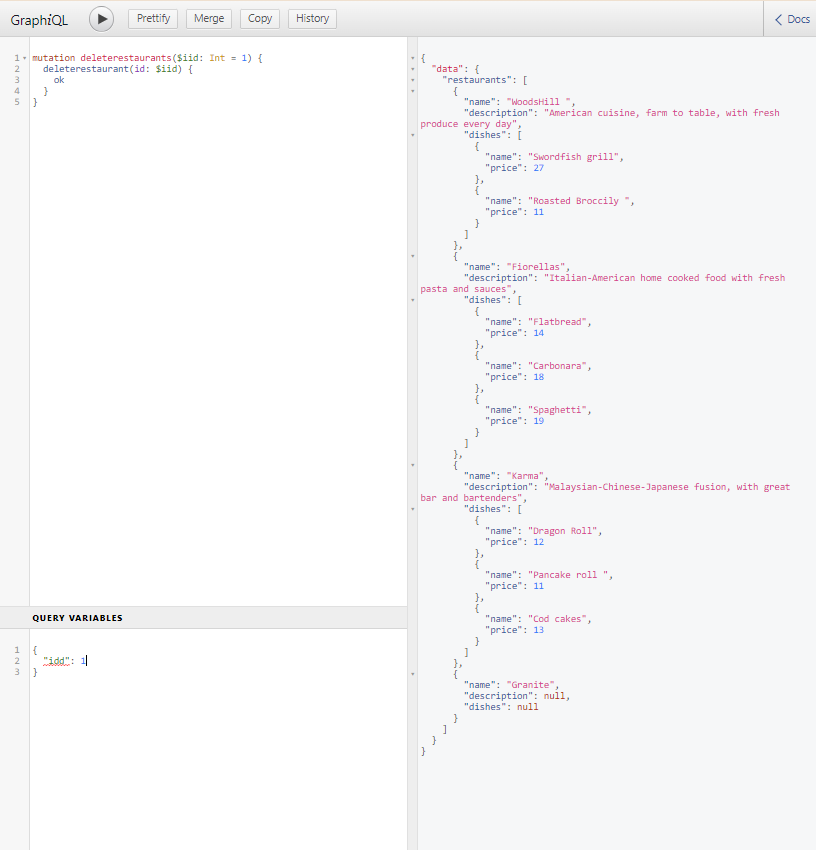 GraphiQL
Prettify Merge Copy History
Docs
1 mutation deleterestaurants($iid: Int = 1) {
2 deleterestaurant(id: $iid) {
3 ok
4 }
5 }
QUERY VARIABLES
1 {
2 "idd": 1
3 }
{
"data": {
"restaurants": [
{
"name": "WoodsHill ",
"description": "American cuisine, farm to table, with fresh
produce every day",
"dishes": [
{
"name": "Swordfish grill",
"price": 27
},
{
"name": "Roasted Broccily ",
"price": 11
}
]
},
{
"name": "Fiorellas",
"description": "Italian-American home cooked food with fresh
pasta and sauces",
"dishes": [
{
"name": "Flatbread",
"price": 14
},
{
"name": "Carbonara",
"price": 18
},
{
"name": "Spaghetti",
"price": 19
}
]
},
{
"name": "Karma",
"description": "Malaysian-Chinese-Japanese fusion, with great
bar and bartenders",
"dishes": [
{
"name": "Dragon Roll",
"price": 12
},
{
"name": "Pancake roll ",
"price": 11
},
{
"name": "Cod cakes",
"price": 13
}
]
},
{
"name": "Granite",
"description": null,
"dishes": null
}
]
}
}